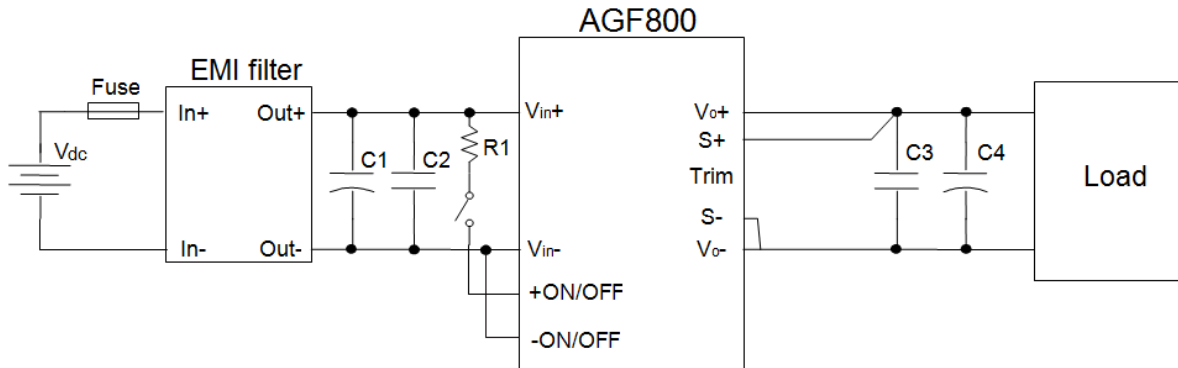 AGF800
EMI filter
Fuse
In+ Out+
Vin+
Vo+
S+
R1
Vdc
C1 C2
C3 C4
Trim
Load
S-
In- Out-
Vin-
Vo-
+ON/OFF
-ON/OFF